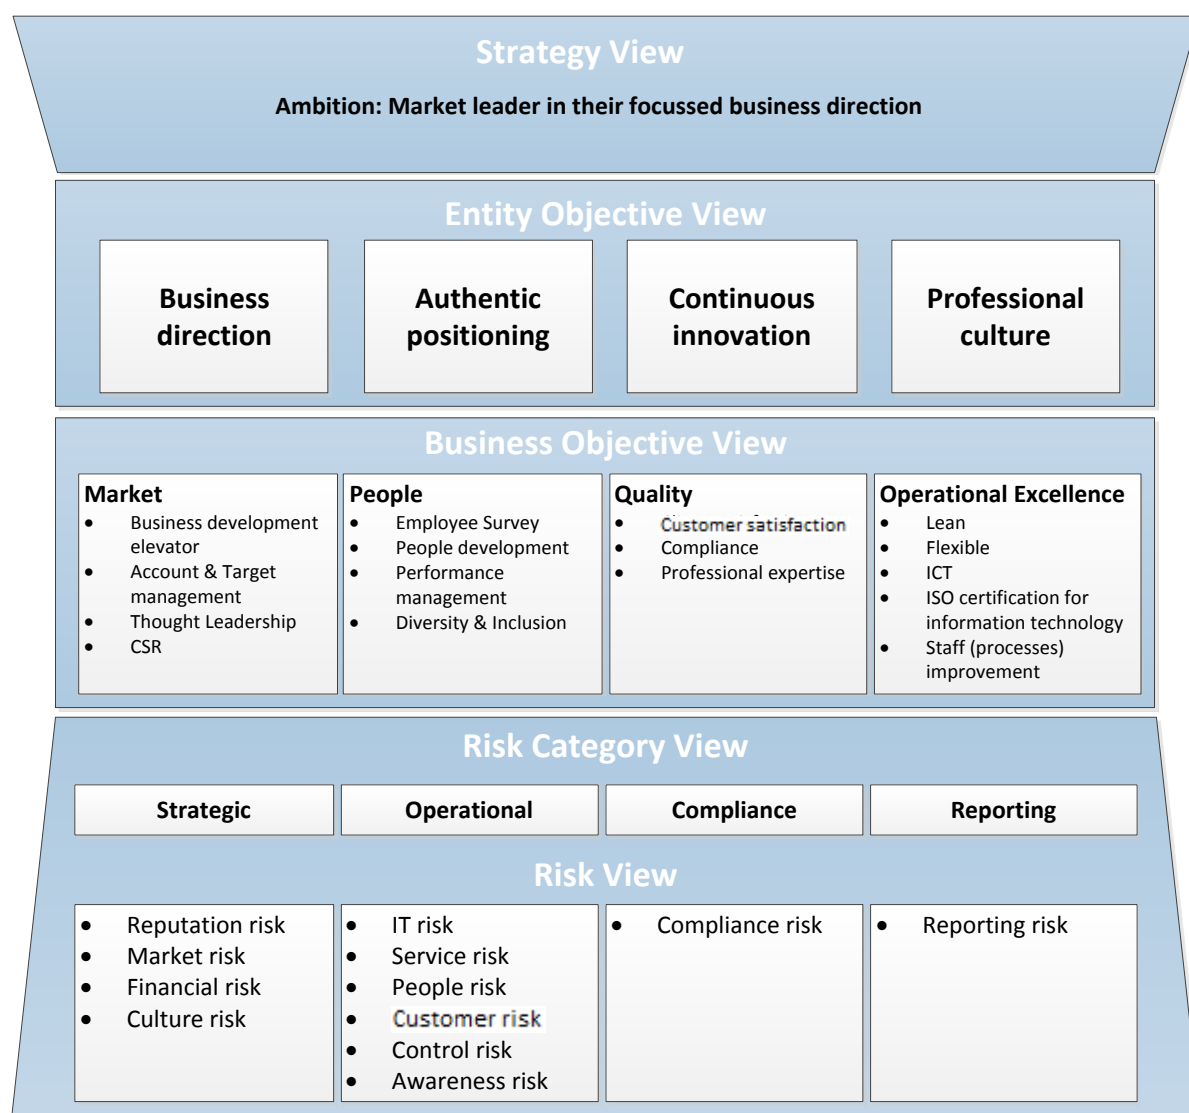 Strategy View
Ambition: Market leader in their focussed business direction
Entity Objective View
Business
direction
Authentic
positioning
Continuous
innovation
Professional
culture
Business Objective View
Market
• Business development
elevator
• Account & Target
management
• Thought Leadership
• CSR
People
• Employee Survey
• People development
• Performance
management
• Diversity & Inclusion
Quality
• Customer satisfaction
• Compliance
• Professional expertise
Operational Excellence
• Lean
• Flexible
• ICT
• ISO certification for
information technology
• Staff (processes)
improvement
Risk Category View
Strategic
Operational
Compliance
Reporting
Risk View
• Reputation risk
• Market risk
• Financial risk
• Culture risk
• IT risk
• Service risk
• People risk
• Customer risk
• Control risk
• Awareness risk
• Compliance risk
• Reporting risk